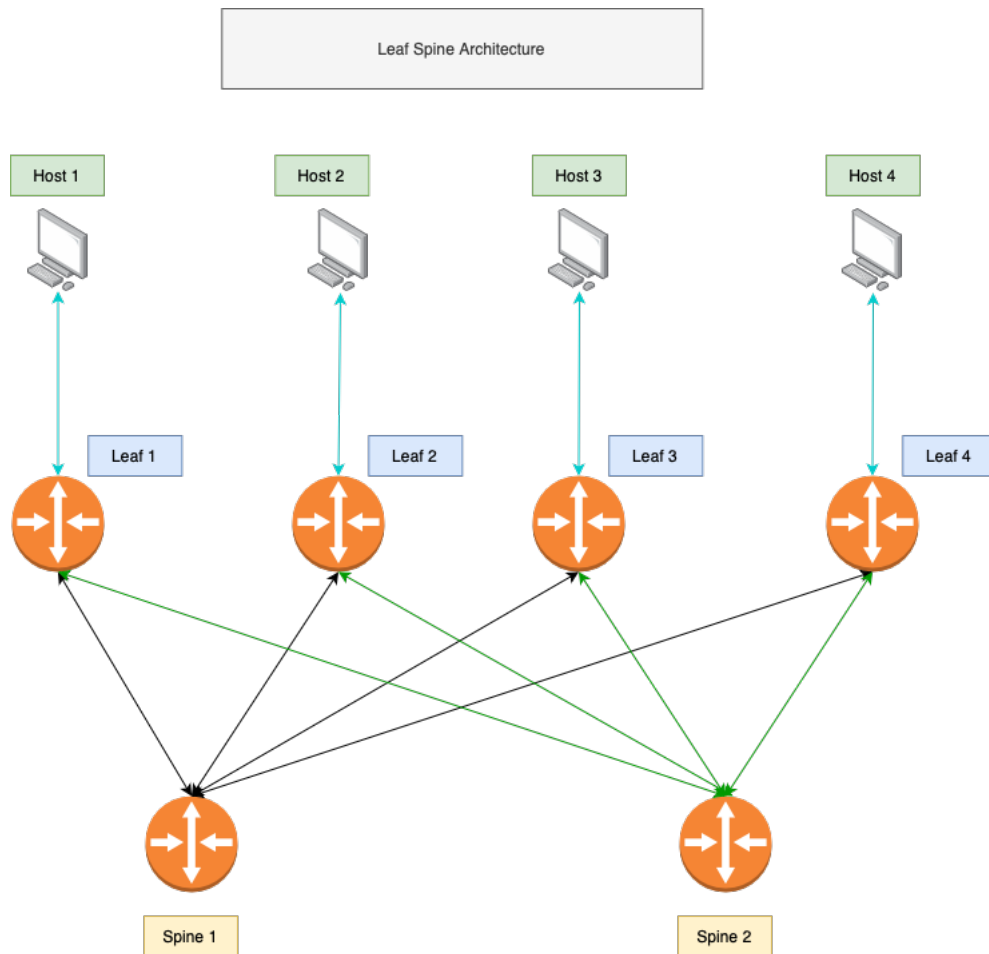 Leaf Spine Architecture
Host 1
Host 2
Host 3
Host 4
Leaf 1
Leaf 2
Leaf 3
Leaf 4
Spine 1
Spine 2